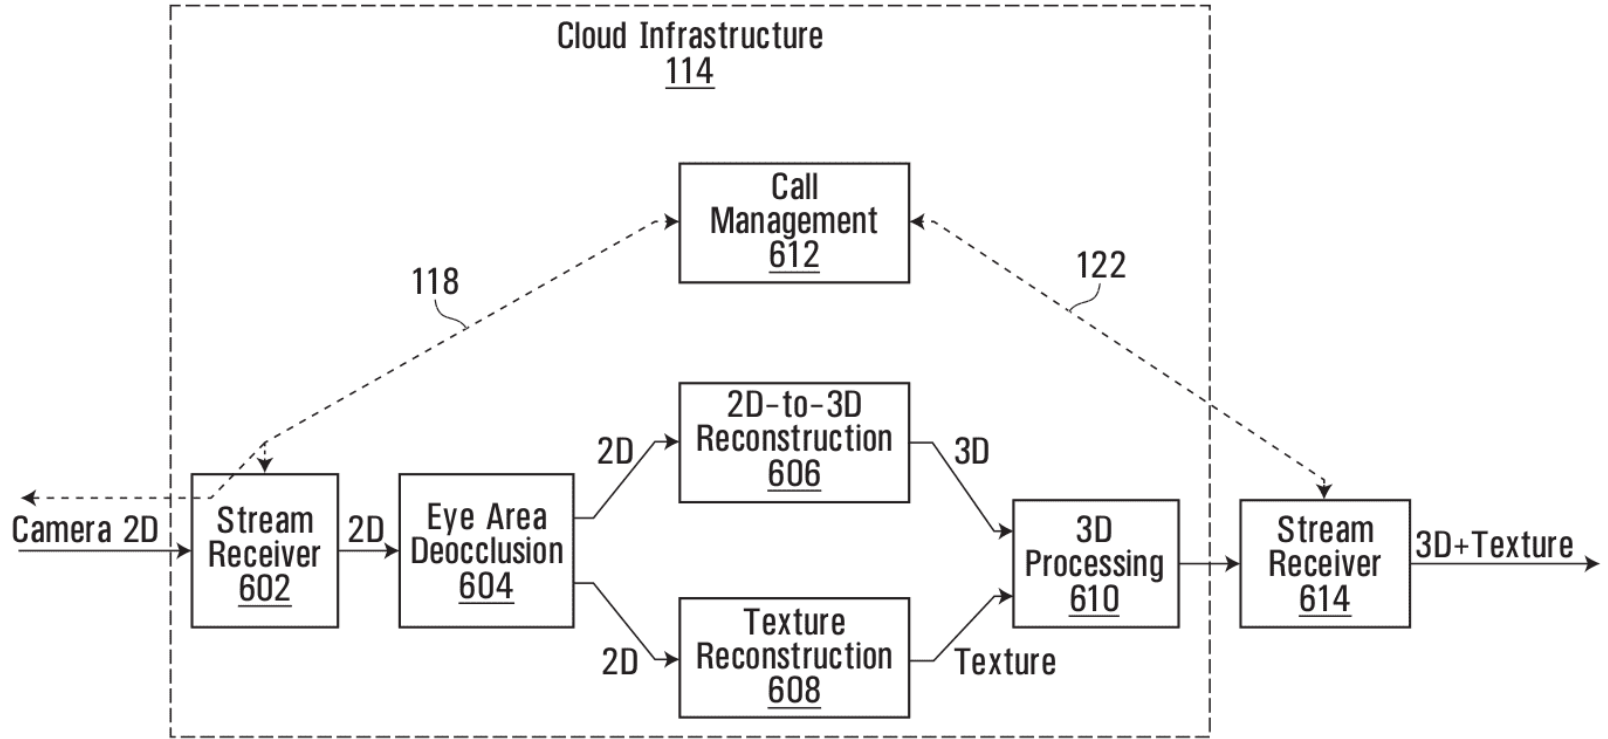 Cloud Infrastructure
114
Call
Management
612
118
122
2D-to-3D
Reconstruction
606
2D
3D
Camera 2D
Stream
Receiver
602
2D
Eye Area
Deocclusion
604
3D
Processing
610
Stream
Receiver
614
3D+Texture
2D
Texture
Reconstruction
608
Texture